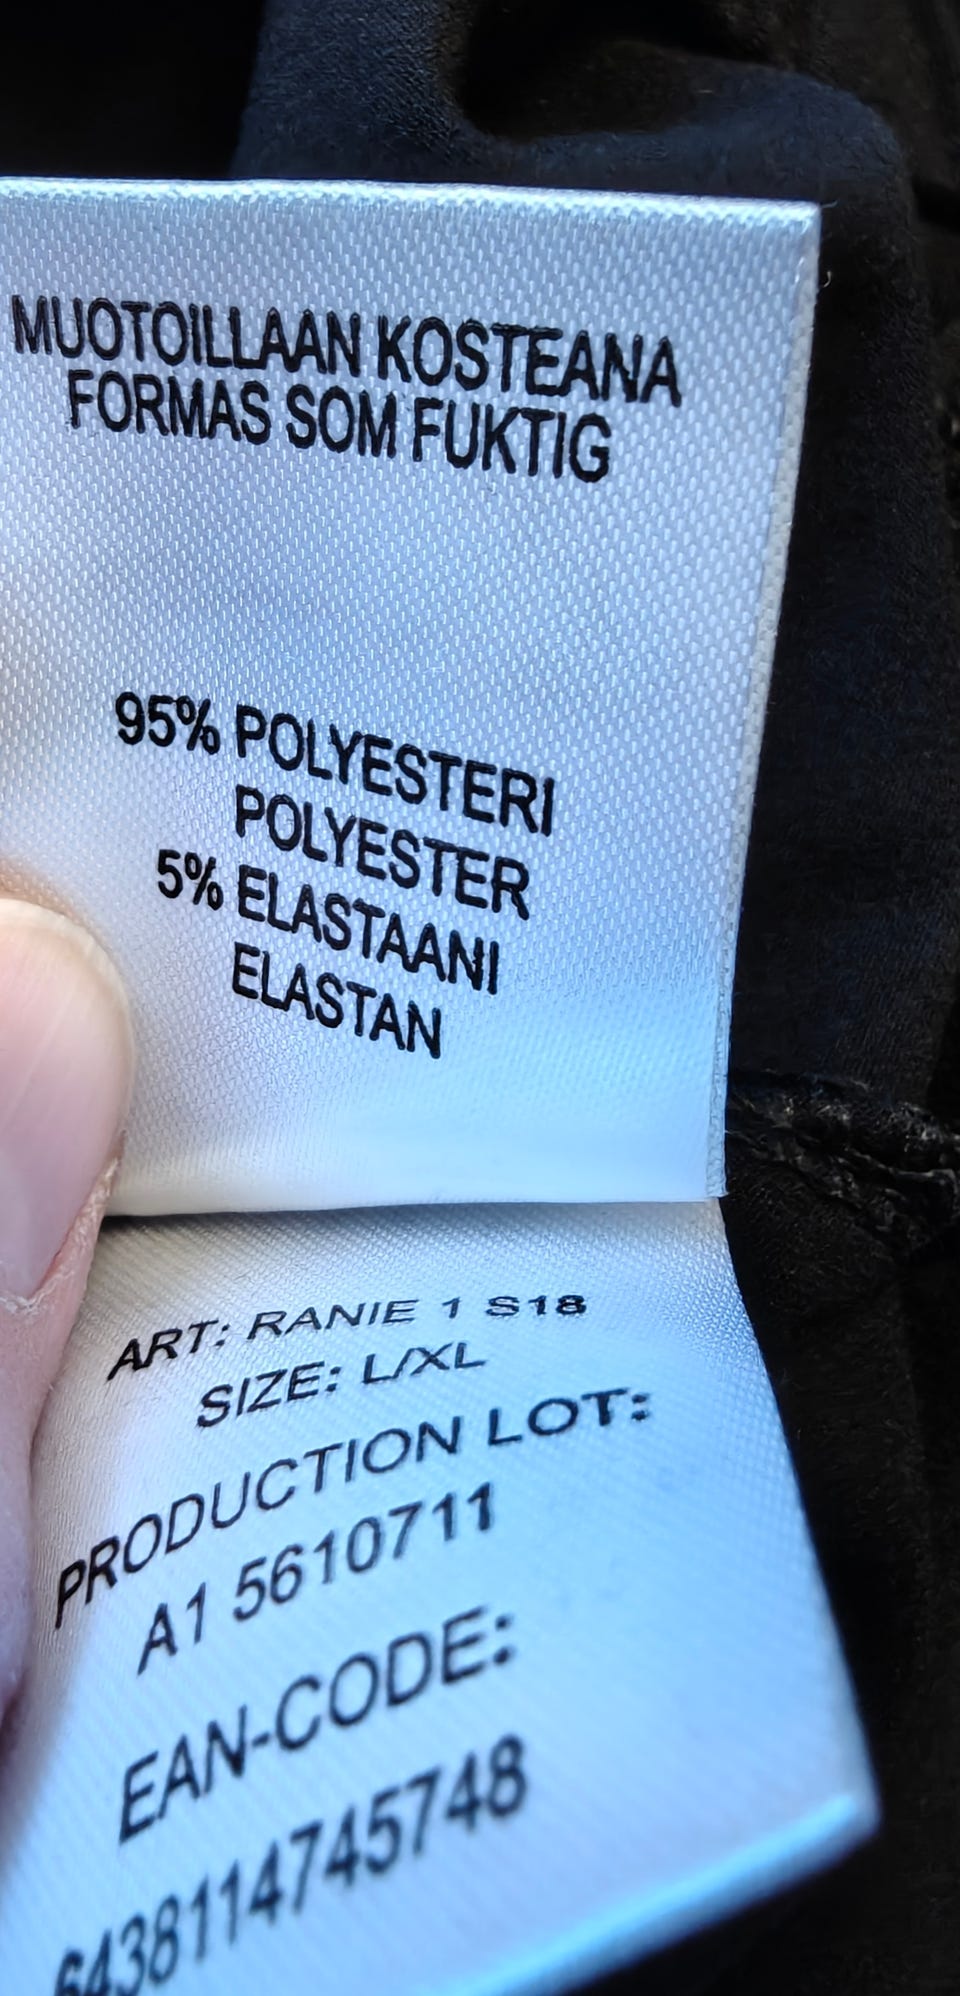 MUOTOILLAAN KOSTEANA
FORMAS SOM FUKTIG
95% POLYESTERI
POLYESTER
5% ELASTAANI
ELASTAN
ART: RANIE 1 S18
SIZE: L/XL
PRODUCTION LOT:
A1 5610711
EAN-CODE:
6438114745748